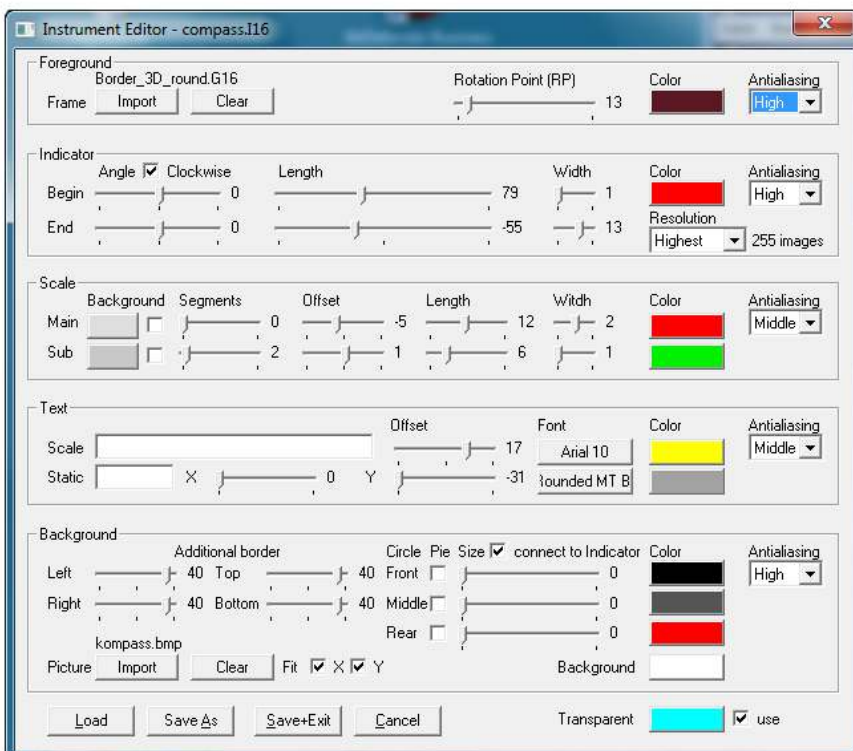 Instrument Editor - compass.I16
Foreground
Border_3D_round.G16 Rotation Point (RP) Color Antialiasing
Frame Import Clear 13 High
Indicator
Angle Clockwise Length Width Color Antialiasing
Begin 0 79 1 High
Resolution
End 0 -55 13 Highest 255 images
Scale
Background Segments Offset Length Witdh Color Antialiasing
Main 0 -5 12 2 Middle
Sub 2 1 6 1
Text
Offset Font Color Antialiasing
Scale 17 Arial 10 Middle
Static X 0 Y -31 Rounded MT B
Background
Additional border Circle Pie Size connect to Indicator Color Antialiasing
Left 40 Top 40 Front 0 High
Right 40 Bottom 40 Middle 0
Rear 0
kompass.bmp
Picture Import Clear Fit X Y Background
Load Save As Save+Exit Cancel Transparent use